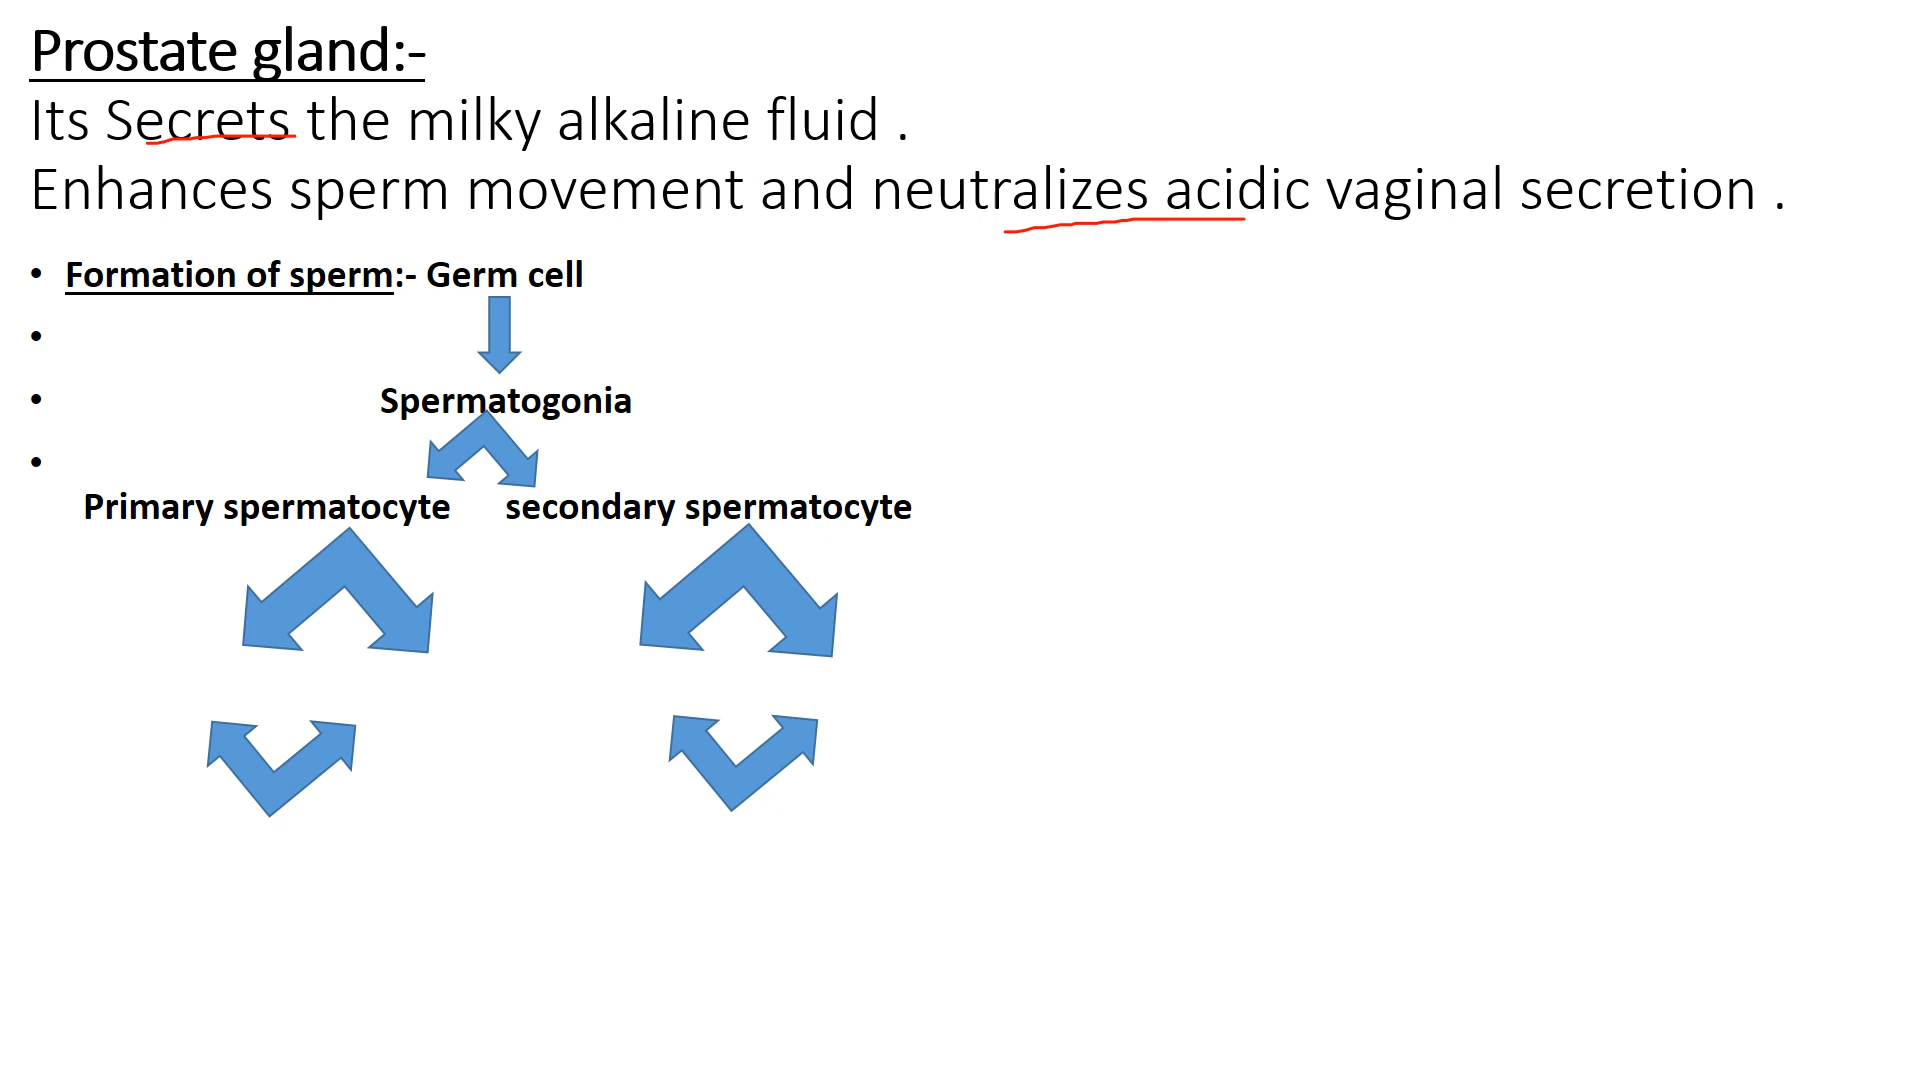 Prostate gland:-
Its Secrets the milky alkaline fluid .
Enhances sperm movement and neutralizes acidic vaginal secretion .
• Formation of sperm:- Germ cell
•
• Spermatogonia
•
Primary spermatocyte secondary spermatocyte